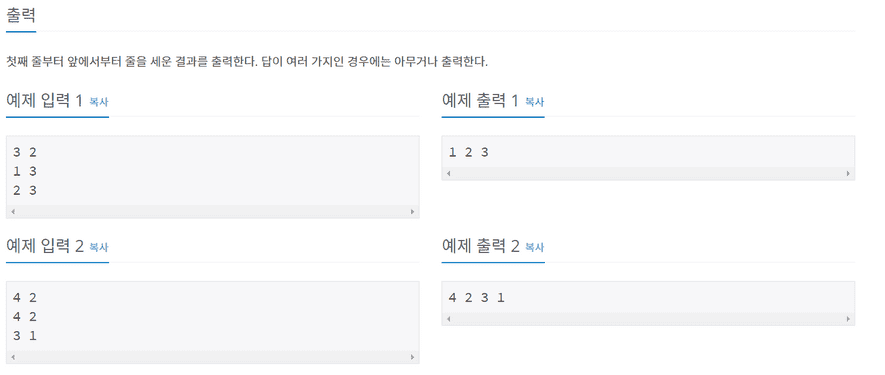 출력
첫째 줄부터 앞에서부터 줄을 세운 결과를 출력한다. 답이 여러 가지인 경우에는 아무거나 출력한다.
예제 입력 1 복사
3 2
1 3
2 3
예제 출력 1 복사
1 2 3
예제 입력 2 복사
4 2
4 2
3 1
예제 출력 2 복사
4 2 3 1